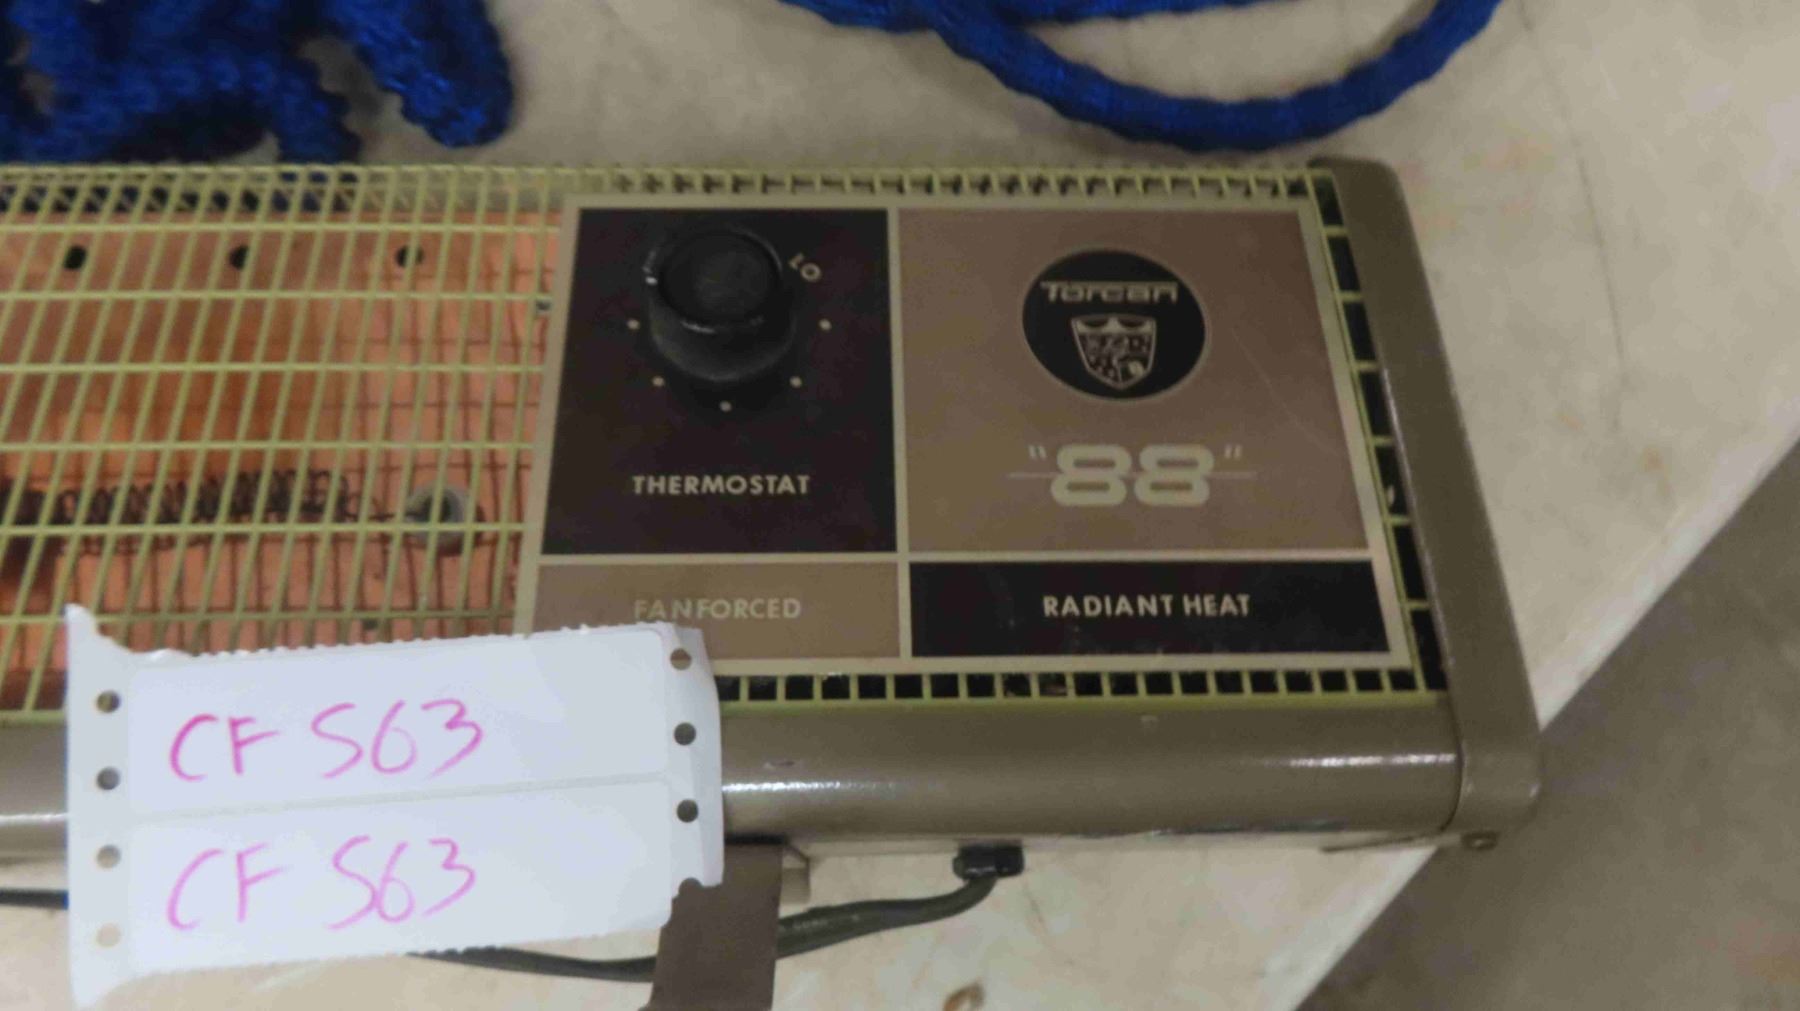 LO
Torcan
THERMOSTAT
"88"
FANFORCED
RADIANT HEAT
CF S63
CF S63